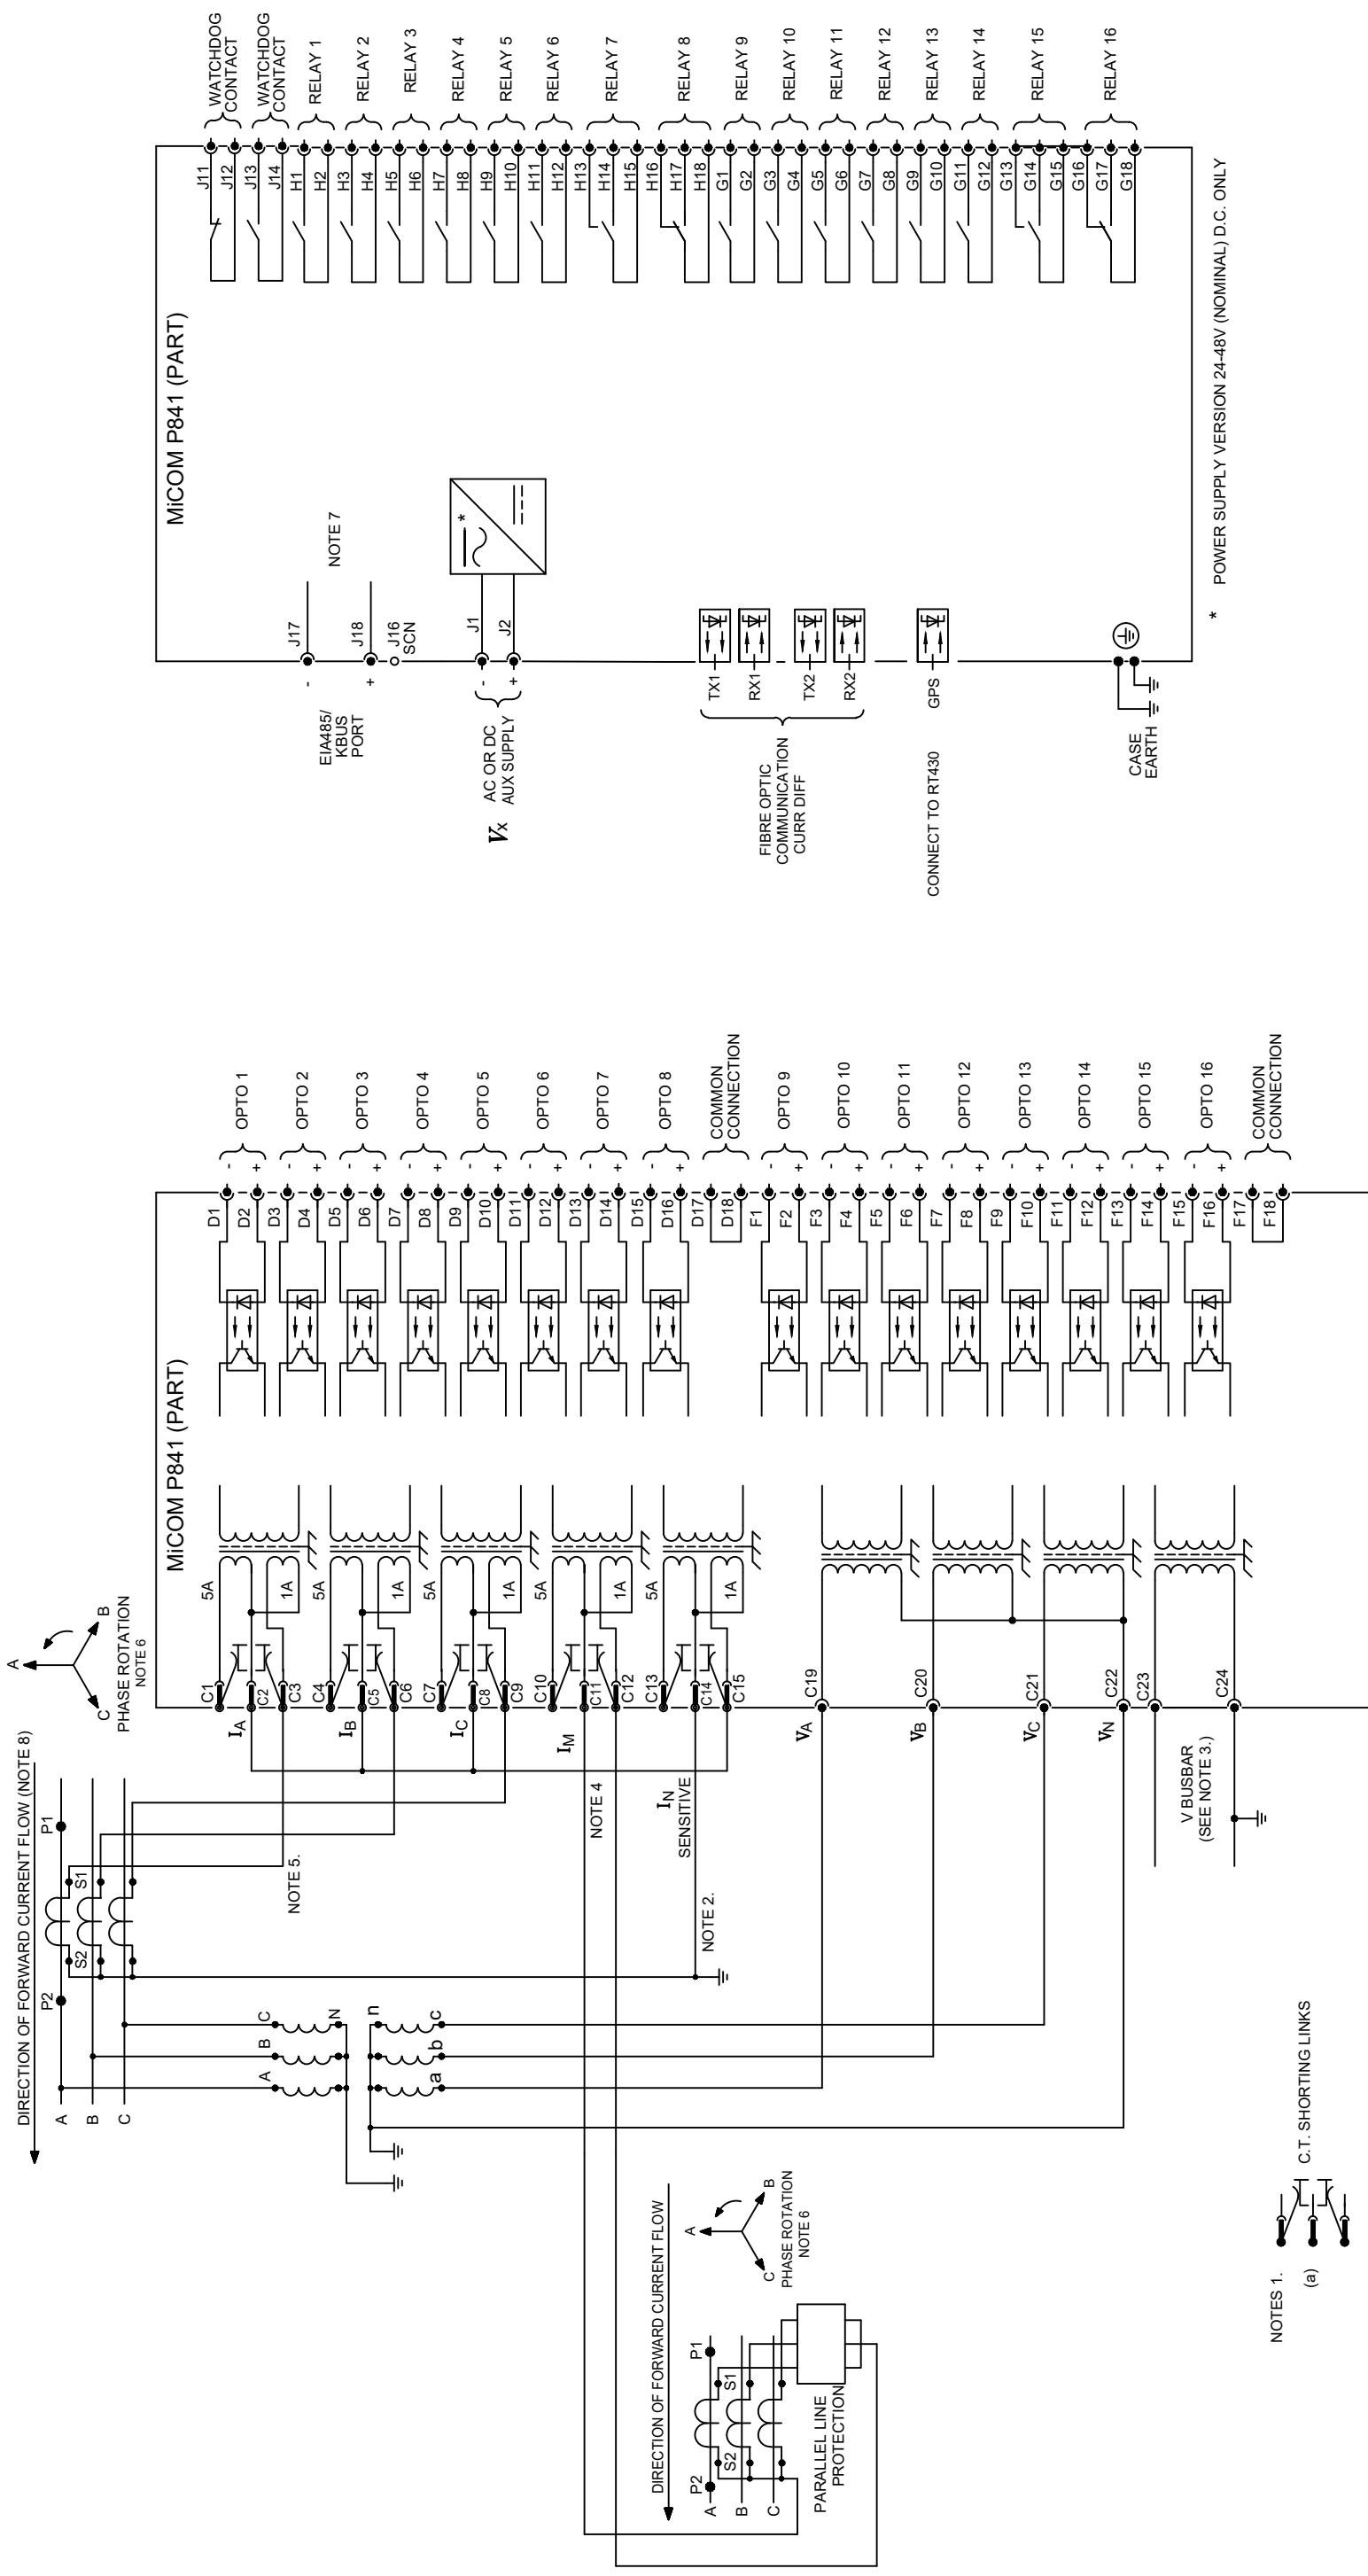 DIRECTION OF FORWARD CURRENT FLOW (NOTE 8)
A
B
C
PHASE ROTATION
NOTE 6
P2
P1
S2
S1
A
B
C
A
B
C
N
n
a
b
c
NOTE 5.
NOTE 2.
NOTE 4
MiCOM P841 (PART)
IA
IB
IC
IM
IN
SENSITIVE
C1
C2
C3
C4
C5
C6
C7
C8
C9
C10
C11
C12
C13
C14
C15
5A
1A
5A
1A
5A
1A
5A
1A
5A
1A
VA
VB
VC
VN
C19
C20
C21
C22
C23
C24
V BUSBAR
(SEE NOTE 3.)
D1
D2
D3
D4
D5
D6
D7
D8
D9
D10
D11
D12
D13
D14
D15
D16
D17
D18
F1
F2
F3
F4
F5
F6
F7
F8
F9
F10
F11
F12
F13
F14
F15
F16
F17
F18
-
+
-
+
-
+
-
+
-
+
-
+
-
+
-
+
-
+
-
+
-
+
-
+
-
+
-
+
-
+
-
+
OPTO 1
OPTO 2
OPTO 3
OPTO 4
OPTO 5
OPTO 6
OPTO 7
OPTO 8
COMMON
CONNECTION
OPTO 9
OPTO 10
OPTO 11
OPTO 12
OPTO 13
OPTO 14
OPTO 15
OPTO 16
COMMON
CONNECTION
DIRECTION OF FORWARD CURRENT FLOW
A
B
C
PHASE ROTATION
NOTE 6
P2
P1
S2
S1
A
B
C
PARALLEL LINE
PROTECTION
NOTES 1.
(a)
C.T. SHORTING LINKS
MiCOM P841 (PART)
EIA485/
KBUS
PORT
-
+
J17
J18
J16
SCN
NOTE 7
Vx
AC OR DC
AUX SUPPLY
-
+
J1
J2
*
FIBRE OPTIC
COMMUNICATION
CURR DIFF
TX1
RX1
TX2
RX2
CONNECT TO RT430
GPS
CASE
EARTH
J11
J12
J13
J14
H1
H2
H3
H4
H5
H6
H7
H8
H9
H10
H11
H12
H13
H14
H15
H16
H17
H18
G1
G2
G3
G4
G5
G6
G7
G8
G9
G10
G11
G12
G13
G14
G15
G16
G17
G18
WATCHDOG
CONTACT
WATCHDOG
CONTACT
RELAY 1
RELAY 2
RELAY 3
RELAY 4
RELAY 5
RELAY 6
RELAY 7
RELAY 8
RELAY 9
RELAY 10
RELAY 11
RELAY 12
RELAY 13
RELAY 14
RELAY 15
RELAY 16
* POWER SUPPLY VERSION 24-48V (NOMINAL) D.C. ONLY